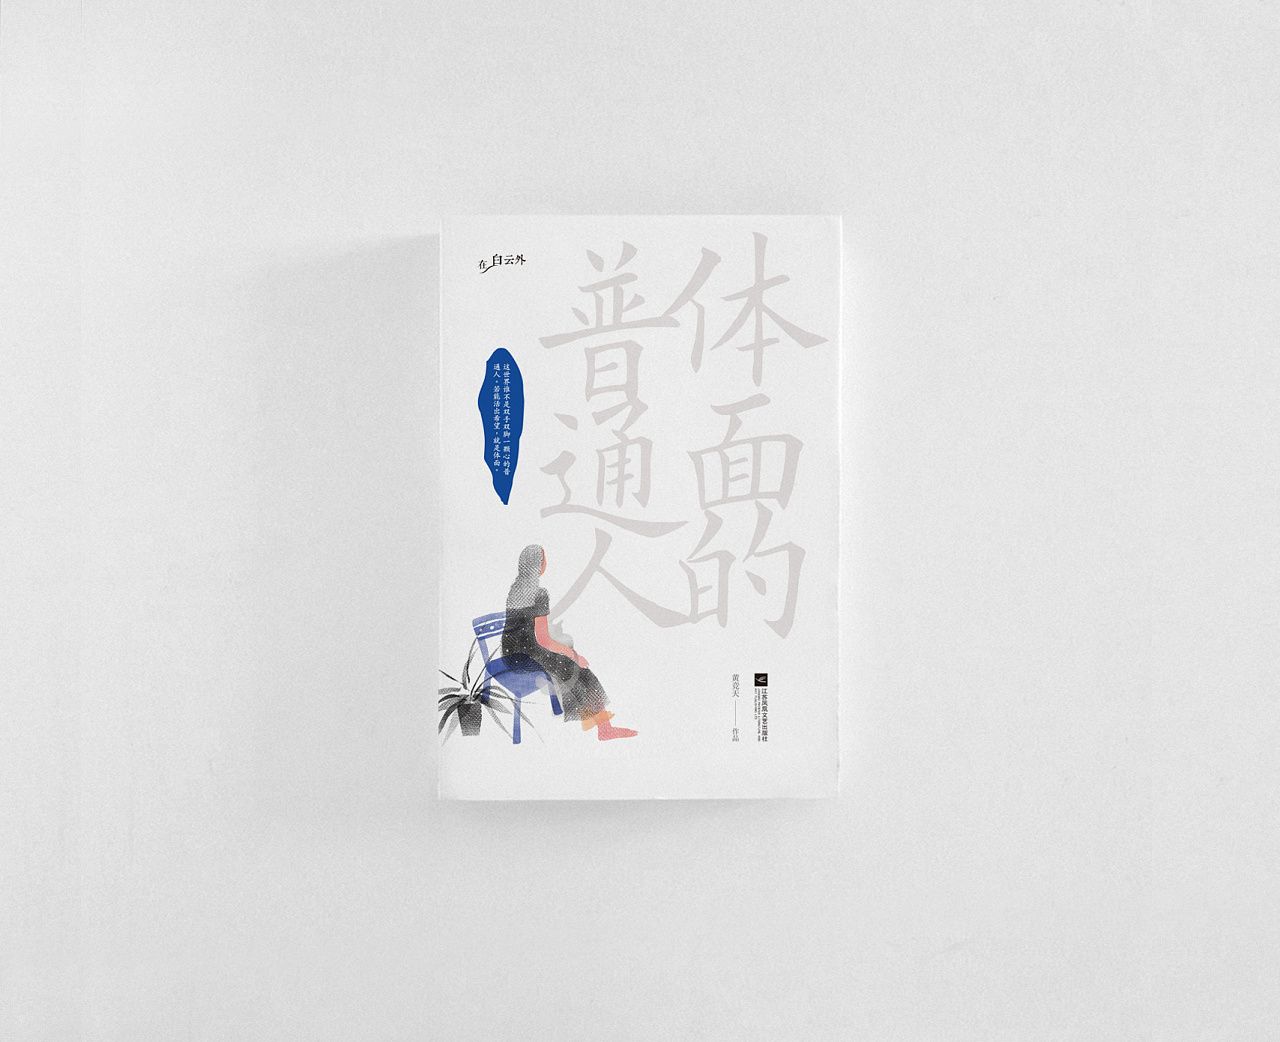 体面的
普通人
在白云外
这世界谁不是双手双脚一颗心的普
通人。若能活出希望，就是体面。
黄竞天——作品
江苏凤凰文艺出版社